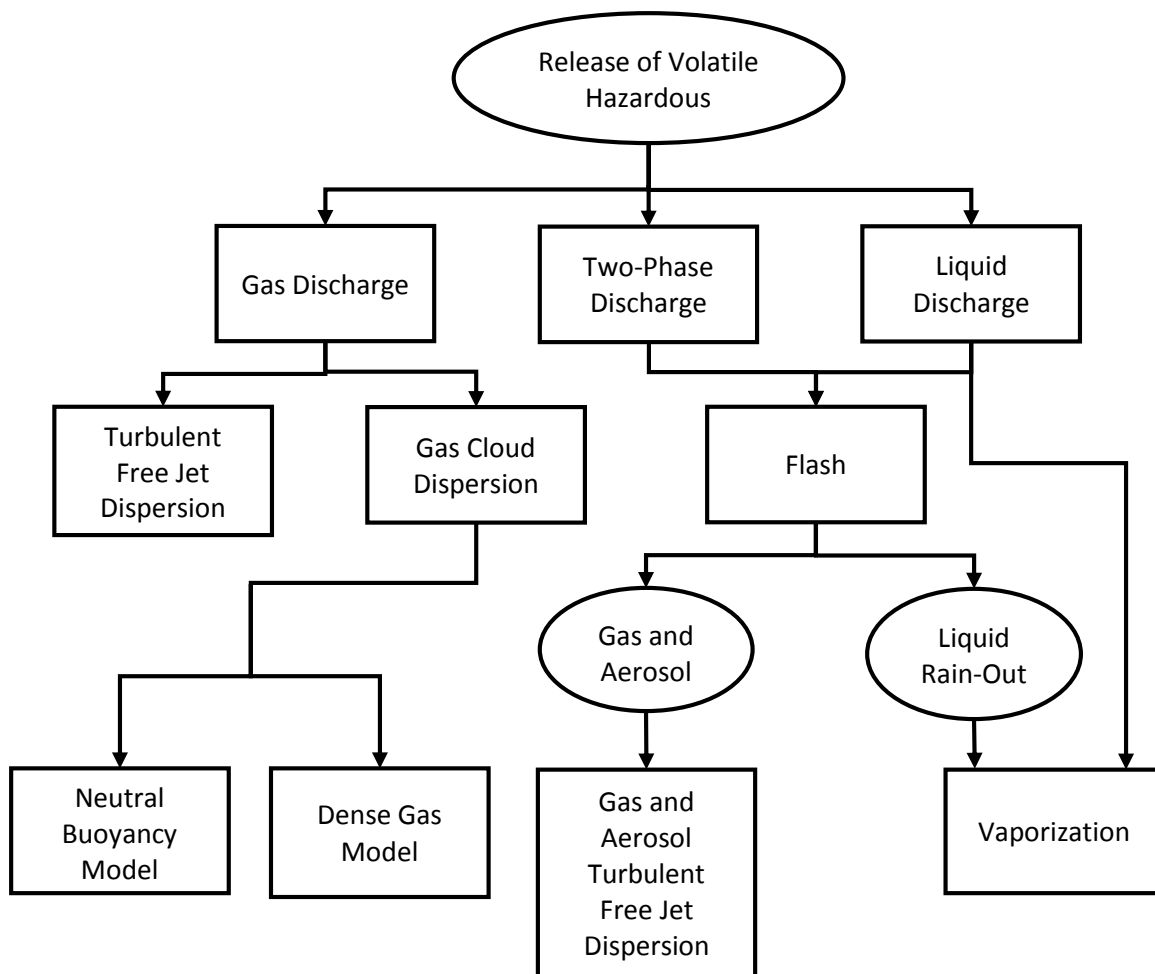 Release of Volatile
Hazardous
Gas Discharge
Two-Phase
Discharge
Liquid
Discharge
Turbulent
Free Jet
Dispersion
Gas Cloud
Dispersion
Flash
Gas and
Aerosol
Liquid
Rain-Out
Neutral
Buoyancy
Model
Dense Gas
Model
Gas and
Aerosol
Turbulent
Free Jet
Dispersion
Vaporization